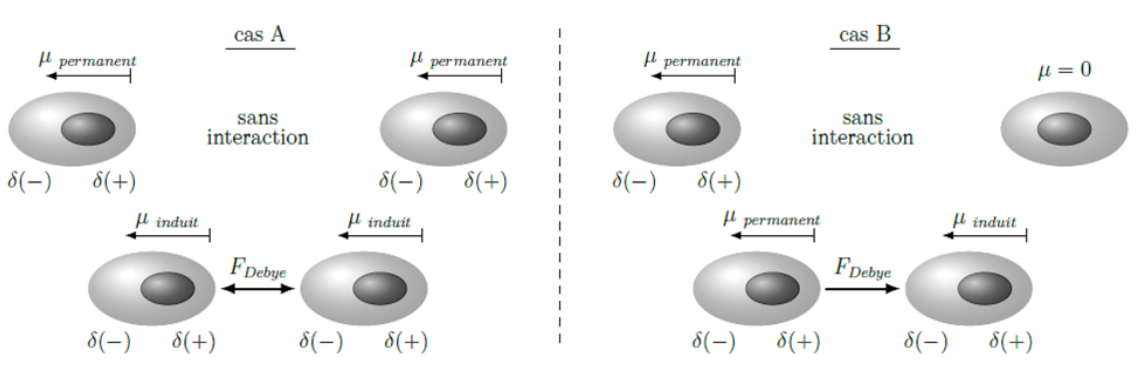 cas A
μ permanent
μ permanent
sans
interaction
δ(−) δ(+)
δ(−) δ(+)
μ induit
μ induit
F Debye
δ(−) δ(+)
δ(−) δ(+)
cas B
μ permanent
μ = 0
sans
interaction
δ(−) δ(+)
μ permanent
μ induit
F Debye
δ(−) δ(+)
δ(−) δ(+)